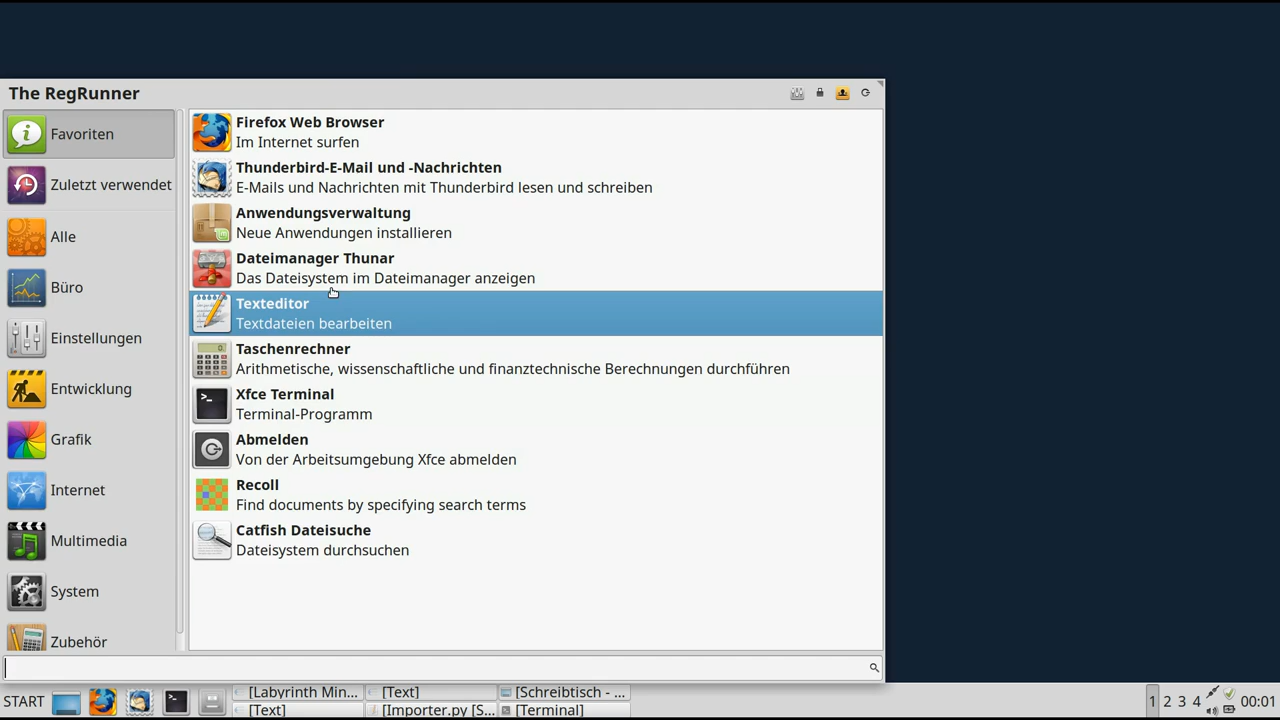 The RegRunner
Favoriten
Zuletzt verwendet
Alle
Büro
Einstellungen
Entwicklung
Grafik
Internet
Multimedia
System
Zubehör
Firefox Web Browser
Im Internet surfen
Thunderbird-E-Mail und -Nachrichten
E-Mails und Nachrichten mit Thunderbird lesen und schreiben
Anwendungsverwaltung
Neue Anwendungen installieren
Dateimanager Thunar
Das Dateisystem im Dateimanager anzeigen
Texteditor
Textdateien bearbeiten
Taschenrechner
Arithmetische, wissenschaftliche und finanztechnische Berechnungen durchführen
Xfce Terminal
Terminal-Programm
Abmelden
Von der Arbeitsumgebung Xfce abmelden
Recoll
Find documents by specifying search terms
Catfish Dateisuche
Dateisystem durchsuchen
START
[Labyrinth Min... [Text] [Schreibtisch - ...
[Text] [Importer.py [S... [Terminal]
1 2 3 4 00:01